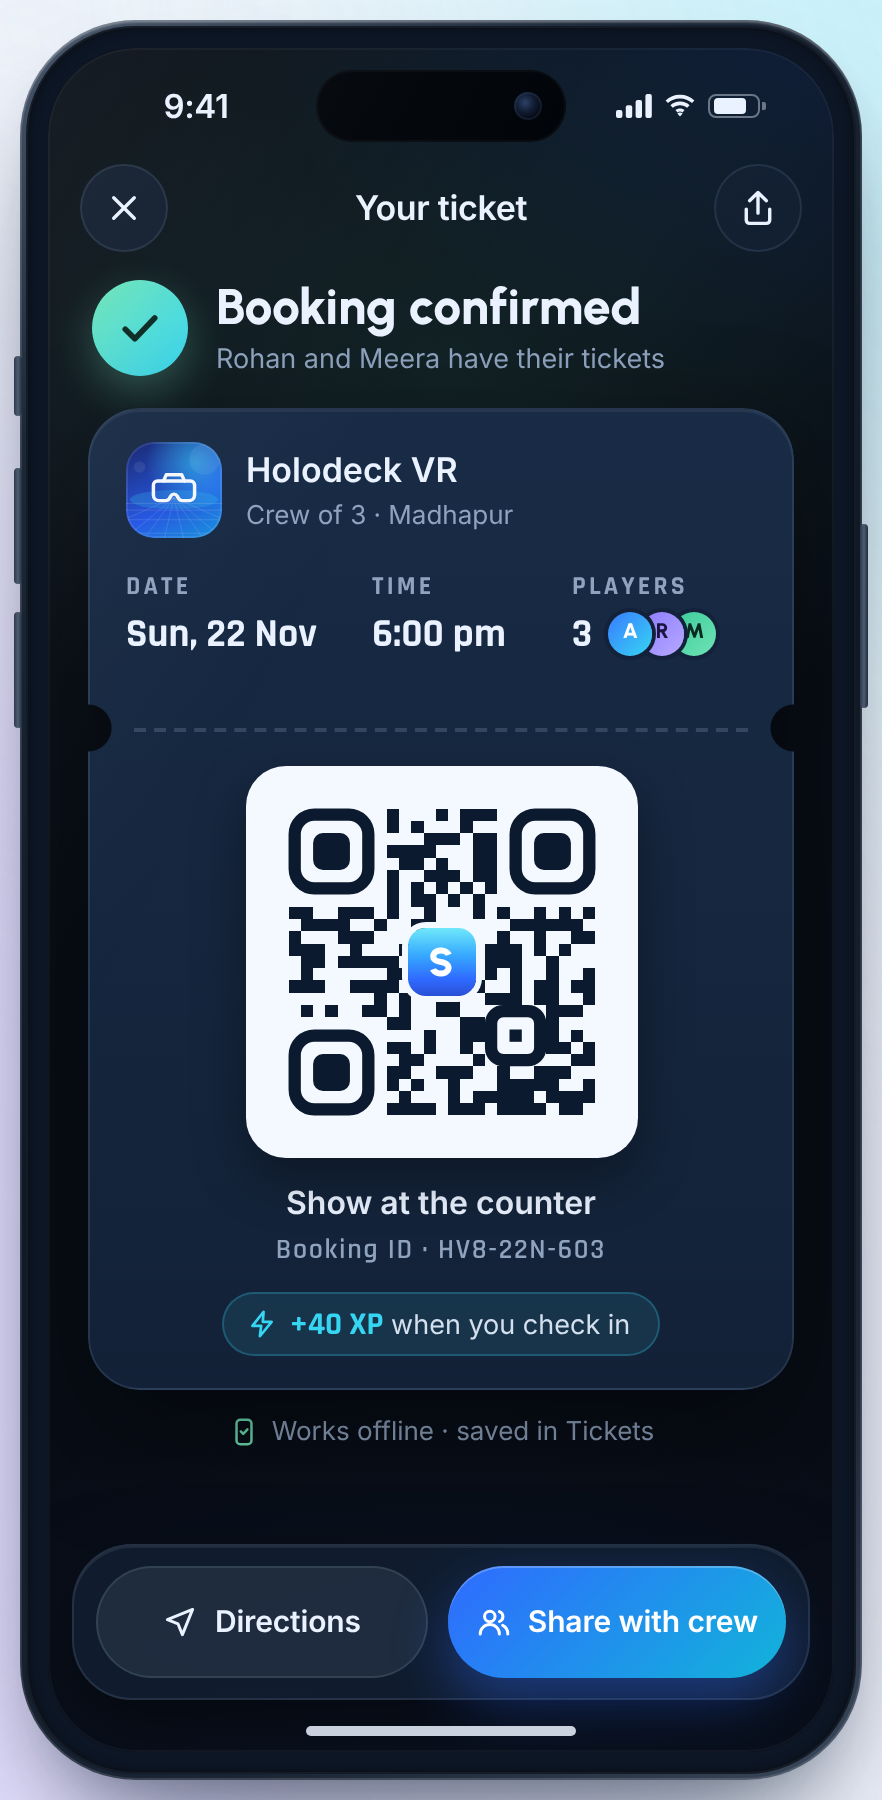 9:41
Your ticket
Booking confirmed
Rohan and Meera have their tickets
Holodeck VR
Crew of 3 · Madhapur
DATE TIME PLAYERS
Sun, 22 Nov 6:00 pm 3 A R M
S
Show at the counter
Booking ID · HV8-22N-603
+40 XP when you check in
Works offline · saved in Tickets
Directions Share with crew